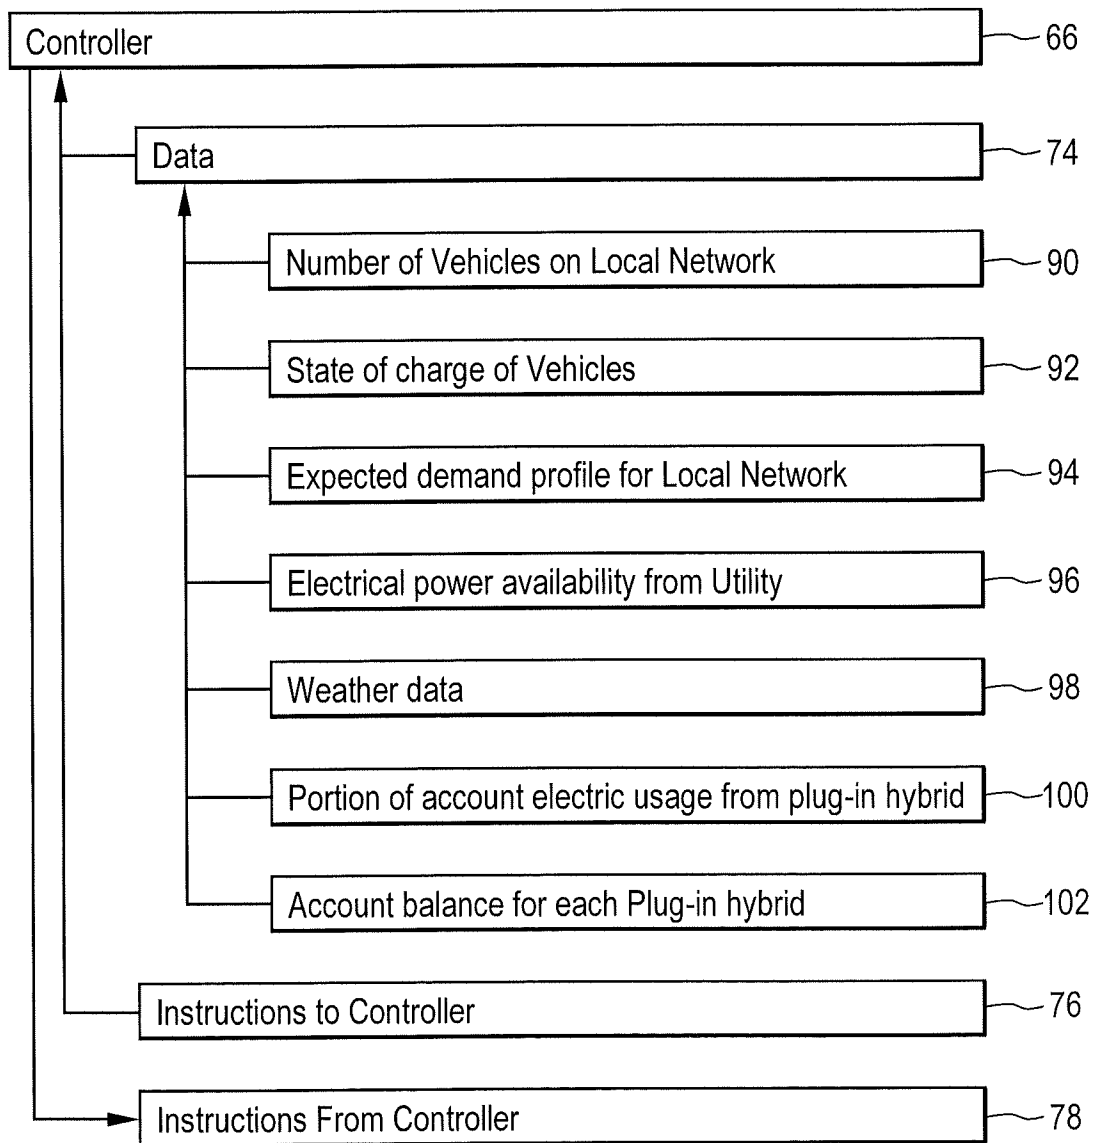 Controller 66
Data 74
Number of Vehicles on Local Network 90
State of charge of Vehicles 92
Expected demand profile for Local Network 94
Electrical power availability from Utility 96
Weather data 98
Portion of account electric usage from plug-in hybrid 100
Account balance for each Plug-in hybrid 102
Instructions to Controller 76
Instructions From Controller 78